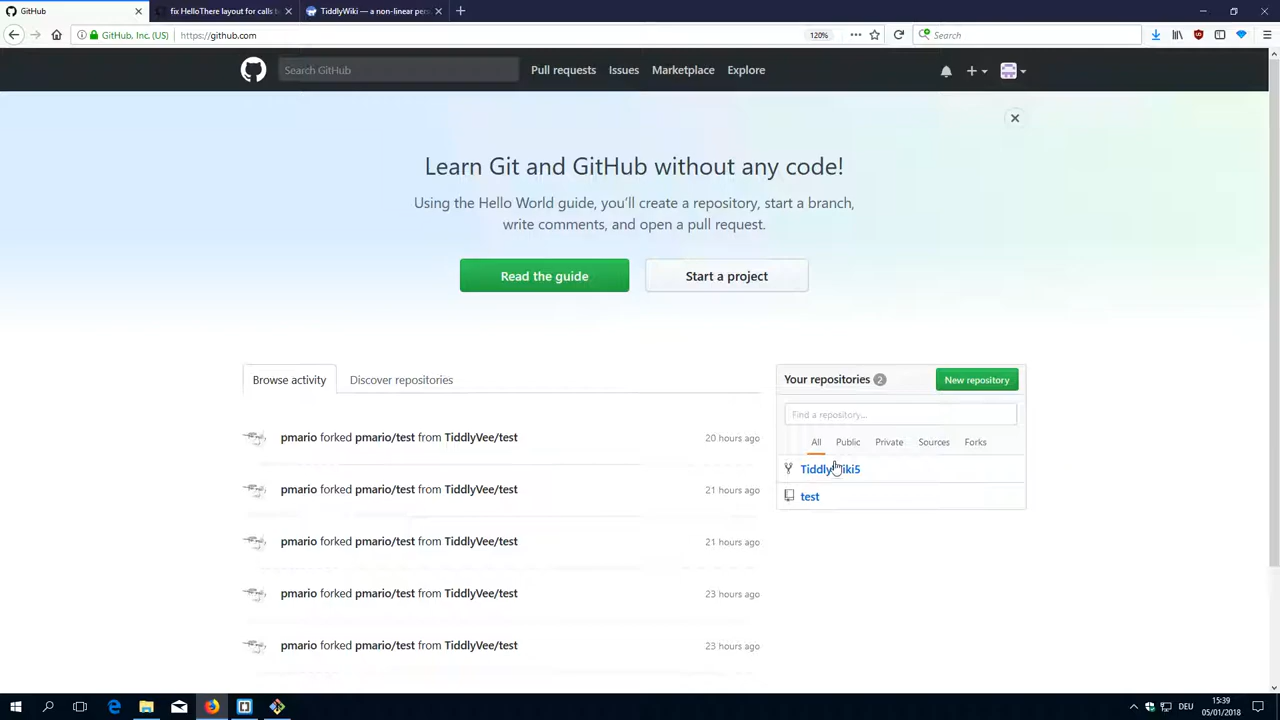 GitHub
fix HelloThere layout for calls
TiddlyWiki — a non-linear pers
GitHub, Inc. (US)
https://github.com
120%
Search
Search GitHub
Pull requests
Issues
Marketplace
Explore
Learn Git and GitHub without any code!
Using the Hello World guide, you’ll create a repository, start a branch,
write comments, and open a pull request.
Read the guide
Start a project
Browse activity
Discover repositories
Your repositories 2
New repository
Find a repository...
All
Public
Private
Sources
Forks
TiddlyWiki5
test
pmario forked pmario/test from TiddlyVee/test
20 hours ago
pmario forked pmario/test from TiddlyVee/test
21 hours ago
pmario forked pmario/test from TiddlyVee/test
21 hours ago
pmario forked pmario/test from TiddlyVee/test
23 hours ago
pmario forked pmario/test from TiddlyVee/test
23 hours ago
DEU
15:39
05/01/2018